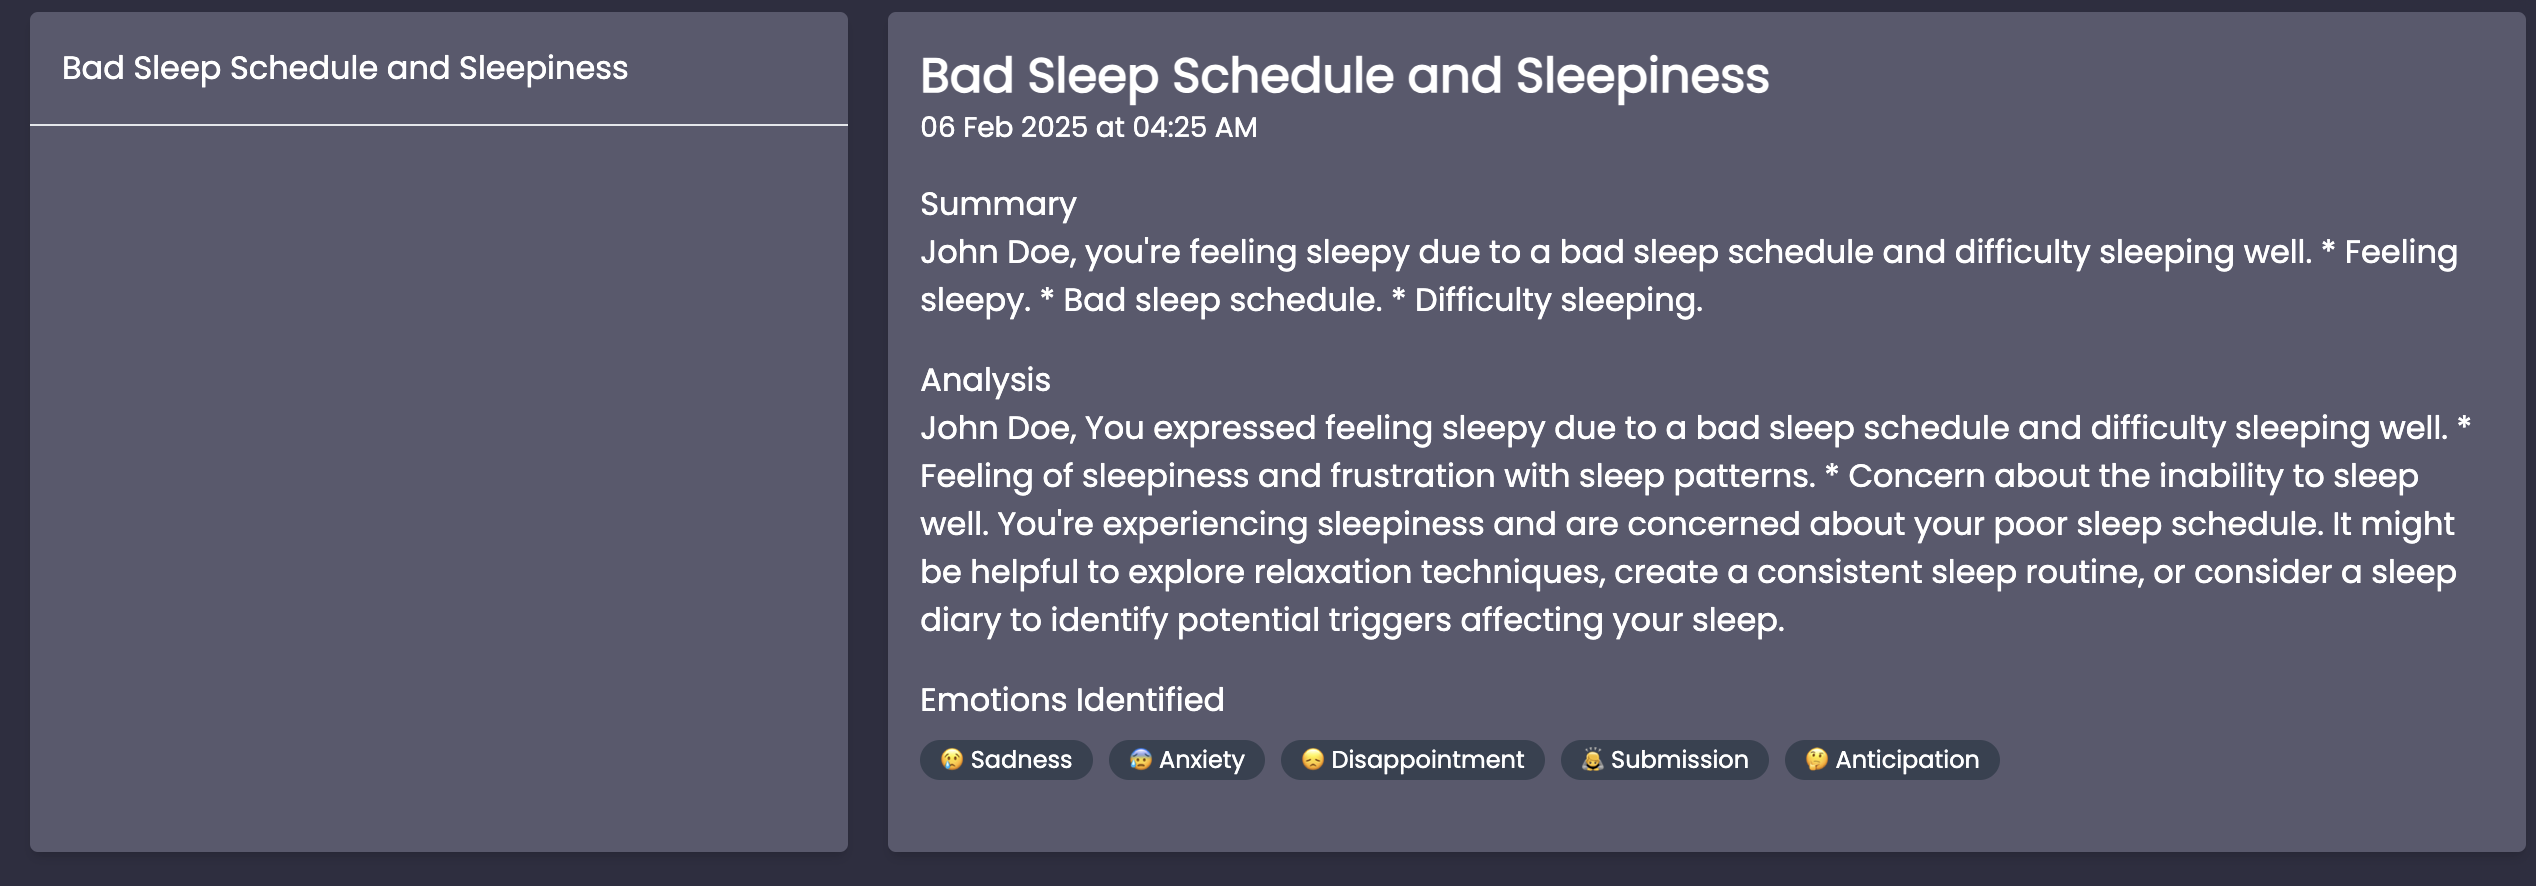 Bad Sleep Schedule and Sleepiness
Bad Sleep Schedule and Sleepiness
06 Feb 2025 at 04:25 AM
Summary
John Doe, you're feeling sleepy due to a bad sleep schedule and difficulty sleeping well. * Feeling
sleepy. * Bad sleep schedule. * Difficulty sleeping.
Analysis
John Doe, You expressed feeling sleepy due to a bad sleep schedule and difficulty sleeping well. *
Feeling of sleepiness and frustration with sleep patterns. * Concern about the inability to sleep
well. You're experiencing sleepiness and are concerned about your poor sleep schedule. It might
be helpful to explore relaxation techniques, create a consistent sleep routine, or consider a sleep
diary to identify potential triggers affecting your sleep.
Emotions Identified
😢 Sadness 😰 Anxiety 😞 Disappointment 🙇 Submission 🤔 Anticipation